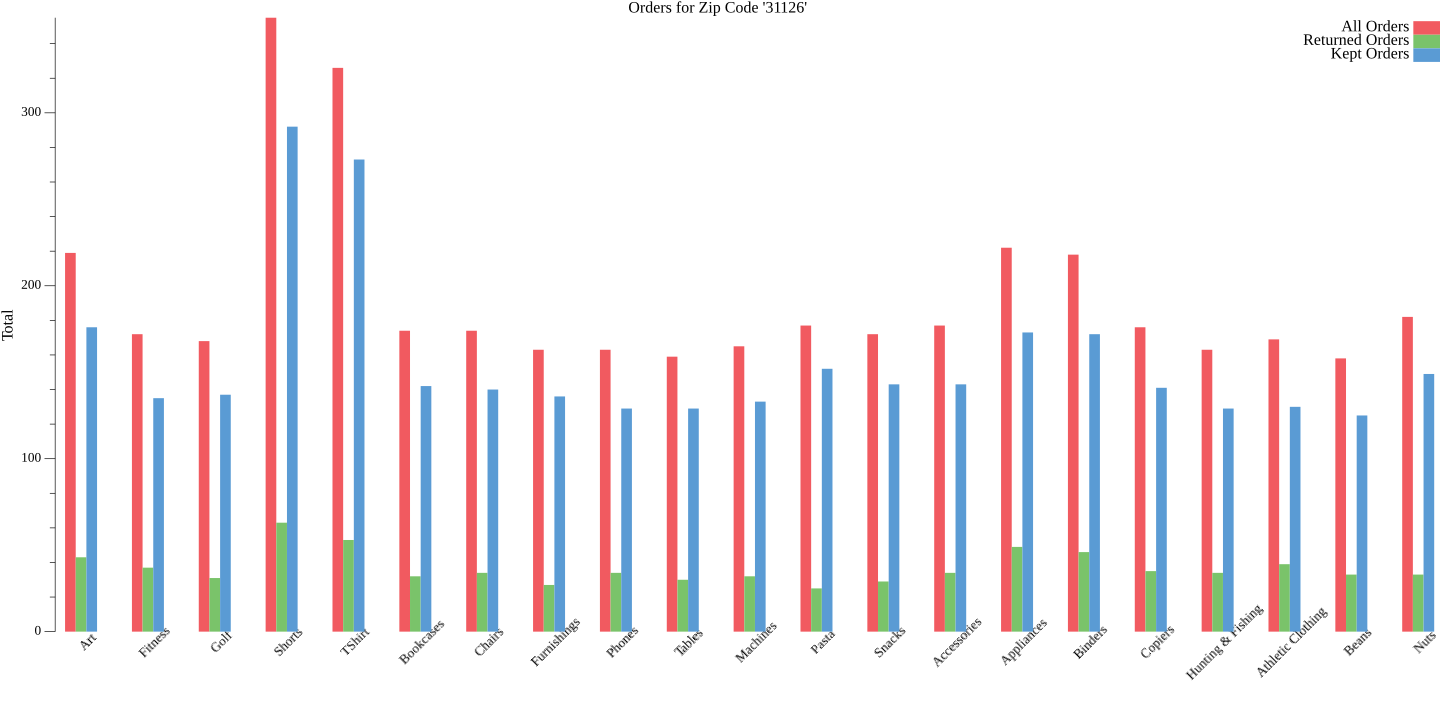 Orders for Zip Code '31126'
All Orders
Returned Orders
Kept Orders
Total
300
200
100
0
Art
Fitness
Golf
Shorts
TShirt
Bookcases
Chairs
Furnishings
Phones
Tables
Machines
Pasta
Snacks
Accessories
Appliances
Binders
Copiers
Hunting & Fishing
Athletic Clothing
Beans
Nuts